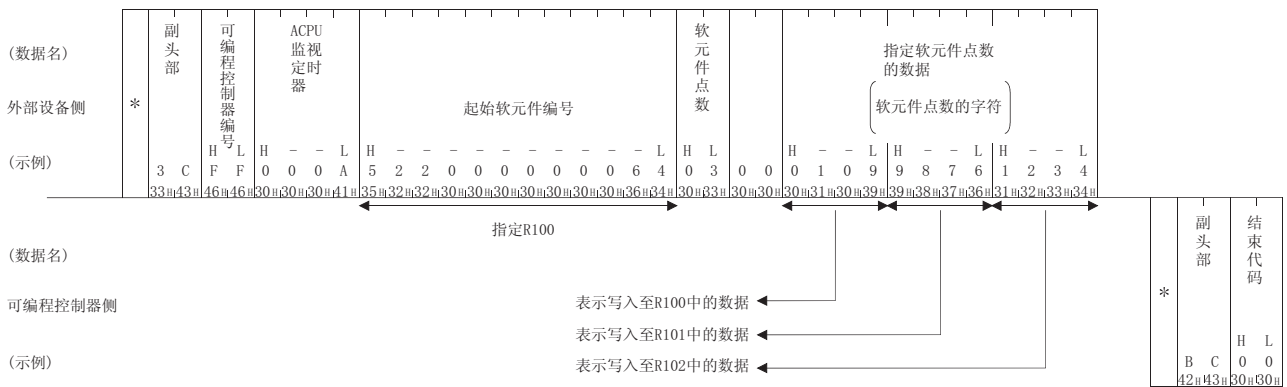 (数据名)
外部设备侧
(示例)
*
副头部
可编程控制器编号
ACPU
监视
定时
器
起始软元件编号
软元件点数
指定软元件点数
的数据
软元件点数的字符
H L H - - L H - - - - - - - - - - L H L H - - L H - - L H - - L
3 C F F 0 0 0 A 5 2 2 0 0 0 0 0 0 0 6 4 0 3 0 0 0 1 0 9 9 8 7 6 1 2 3 4
33H 43H 46H 46H 30H 30H 30H 41H 35H 32H 32H 30H 30H 30H 30H 30H 30H 30H 36H 34H 30H 33H 30H 30H 30H 31H 30H 39H 39H 38H 37H 36H 31H 32H 33H 34H
指定R100
(数据名)
可编程控制器侧
(示例)
表示写入至R100中的数据
表示写入至R101中的数据
表示写入至R102中的数据
*
副头部
结束代码
H L
B C 0 0
42H 43H 30H 30H